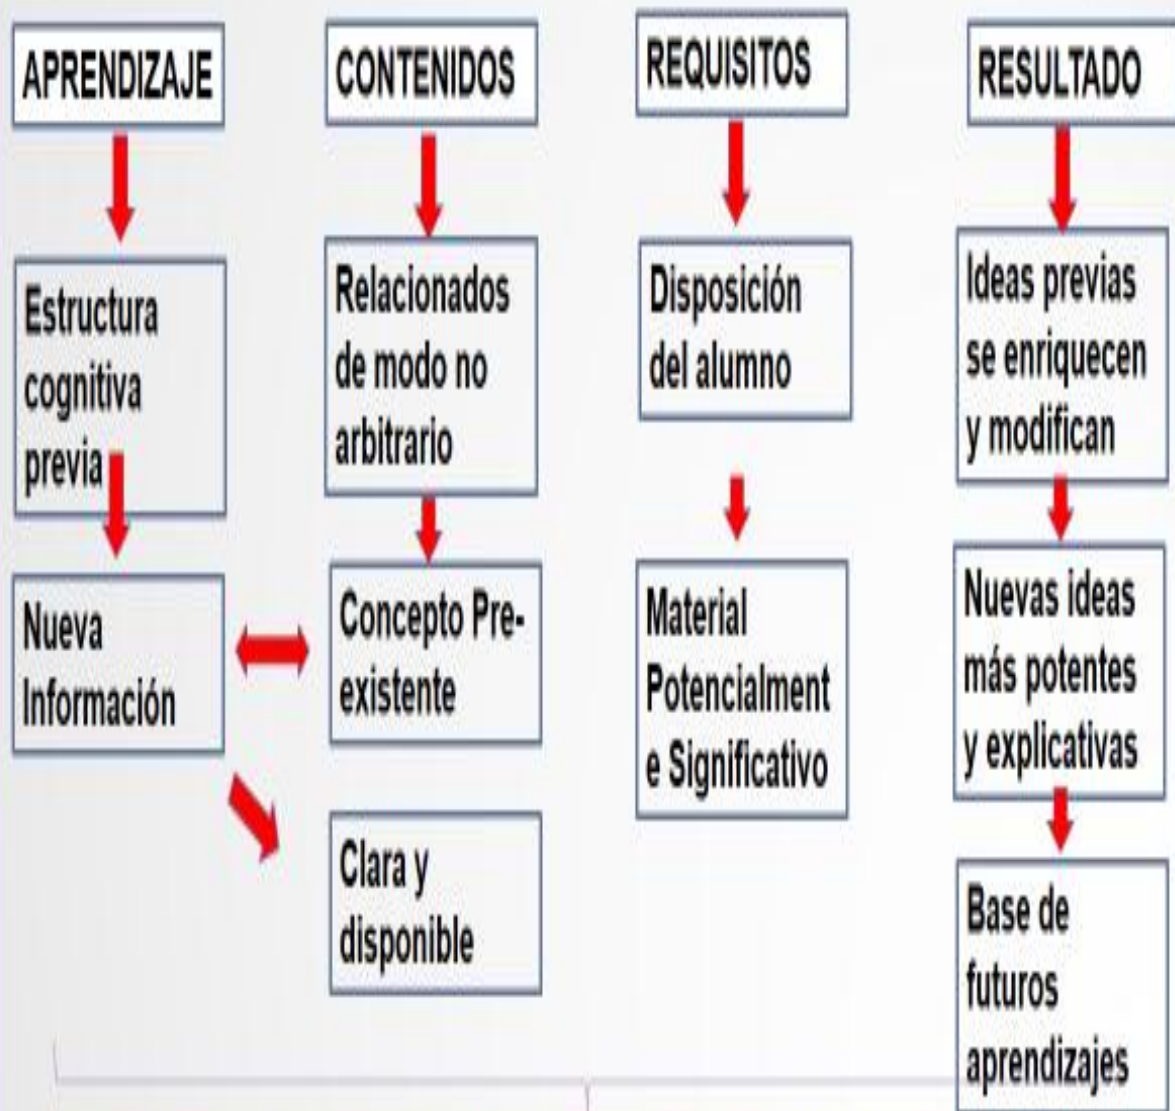 APRENDIZAJE
Estructura
cognitiva
previa
Nueva
Información
CONTENIDOS
Relacionados
de modo no
arbitrario
Concepto Pre-
existente
Clara y
disponible
REQUISITOS
Disposición
del alumno
Material
Potencialment
e Significativo
RESULTADO
Ideas previas
se enriquecen
y modifican
Nuevas ideas
más potentes
y explicativas
Base de
futuros
aprendizajes